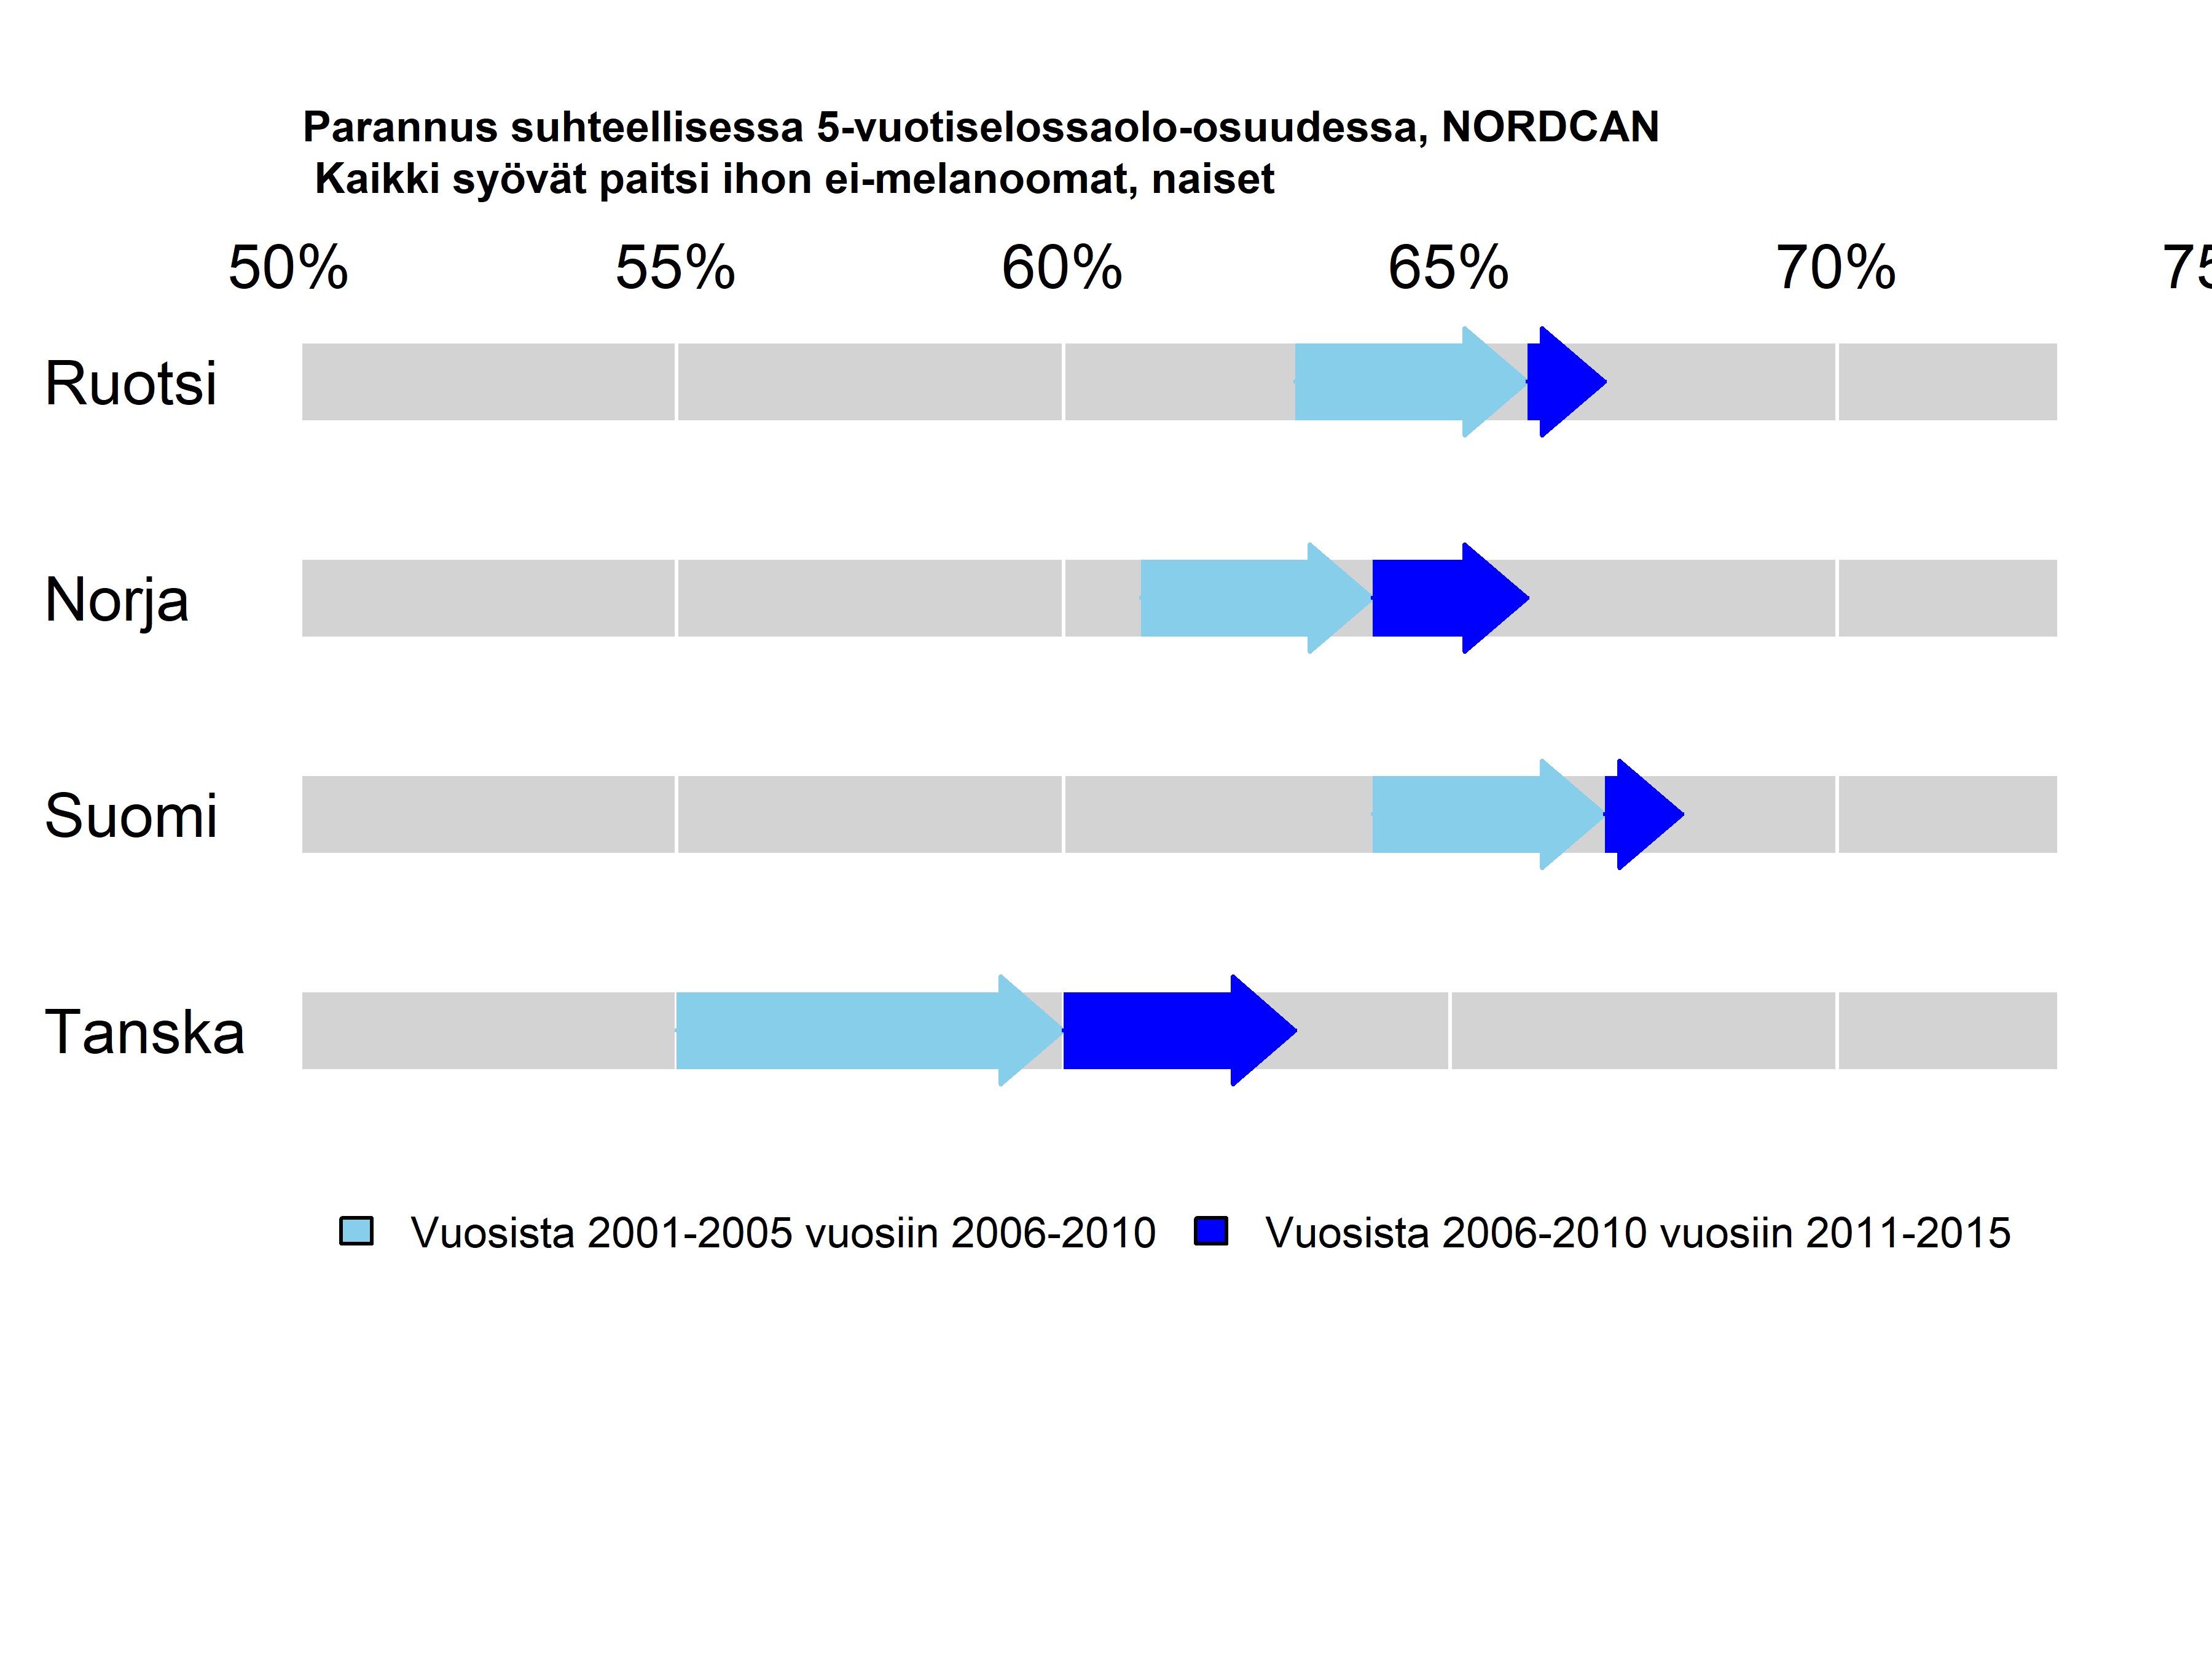 Parannus suhteellisessa 5-vuotiselossaolo-osuudessa, NORDCAN
Kaikki syövät paitsi ihon ei-melanoomat, naiset
50% 55% 60% 65% 70% 75
Ruotsi
Norja
Suomi
Tanska
Vuosista 2001-2005 vuosiin 2006-2010 Vuosista 2006-2010 vuosiin 2011-2015